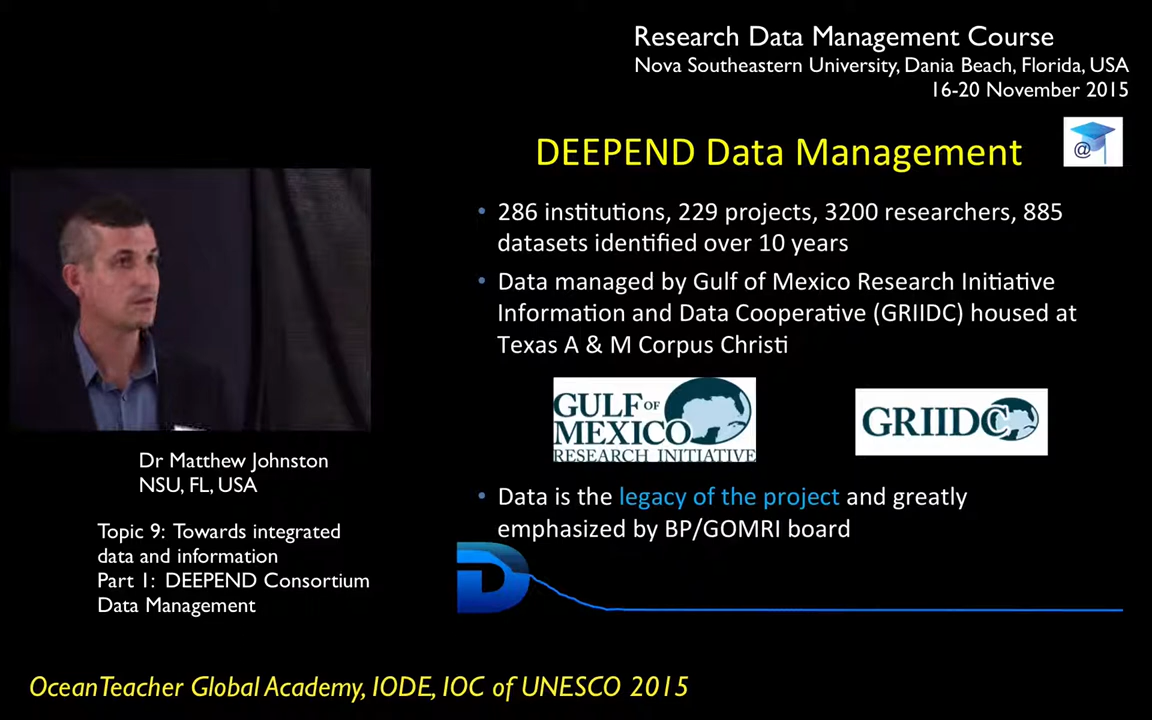 Research Data Management Course
Nova Southeastern University, Dania Beach, Florida, USA
16-20 November 2015
DEEPEND Data Management
@
• 286 institutions, 229 projects, 3200 researchers, 885
datasets identified over 10 years
• Data managed by Gulf of Mexico Research Initiative
Information and Data Cooperative (GRIIDC) housed at
Texas A & M Corpus Christi
GULF OF
MEXICO
RESEARCH INITIATIVE
GRIIDC
• Data is the legacy of the project and greatly
emphasized by BP/GOMRI board
D
Dr Matthew Johnston
NSU, FL, USA
Topic 9: Towards integrated
data and information
Part 1: DEEPEND Consortium
Data Management
OceanTeacher Global Academy, IODE, IOC of UNESCO 2015